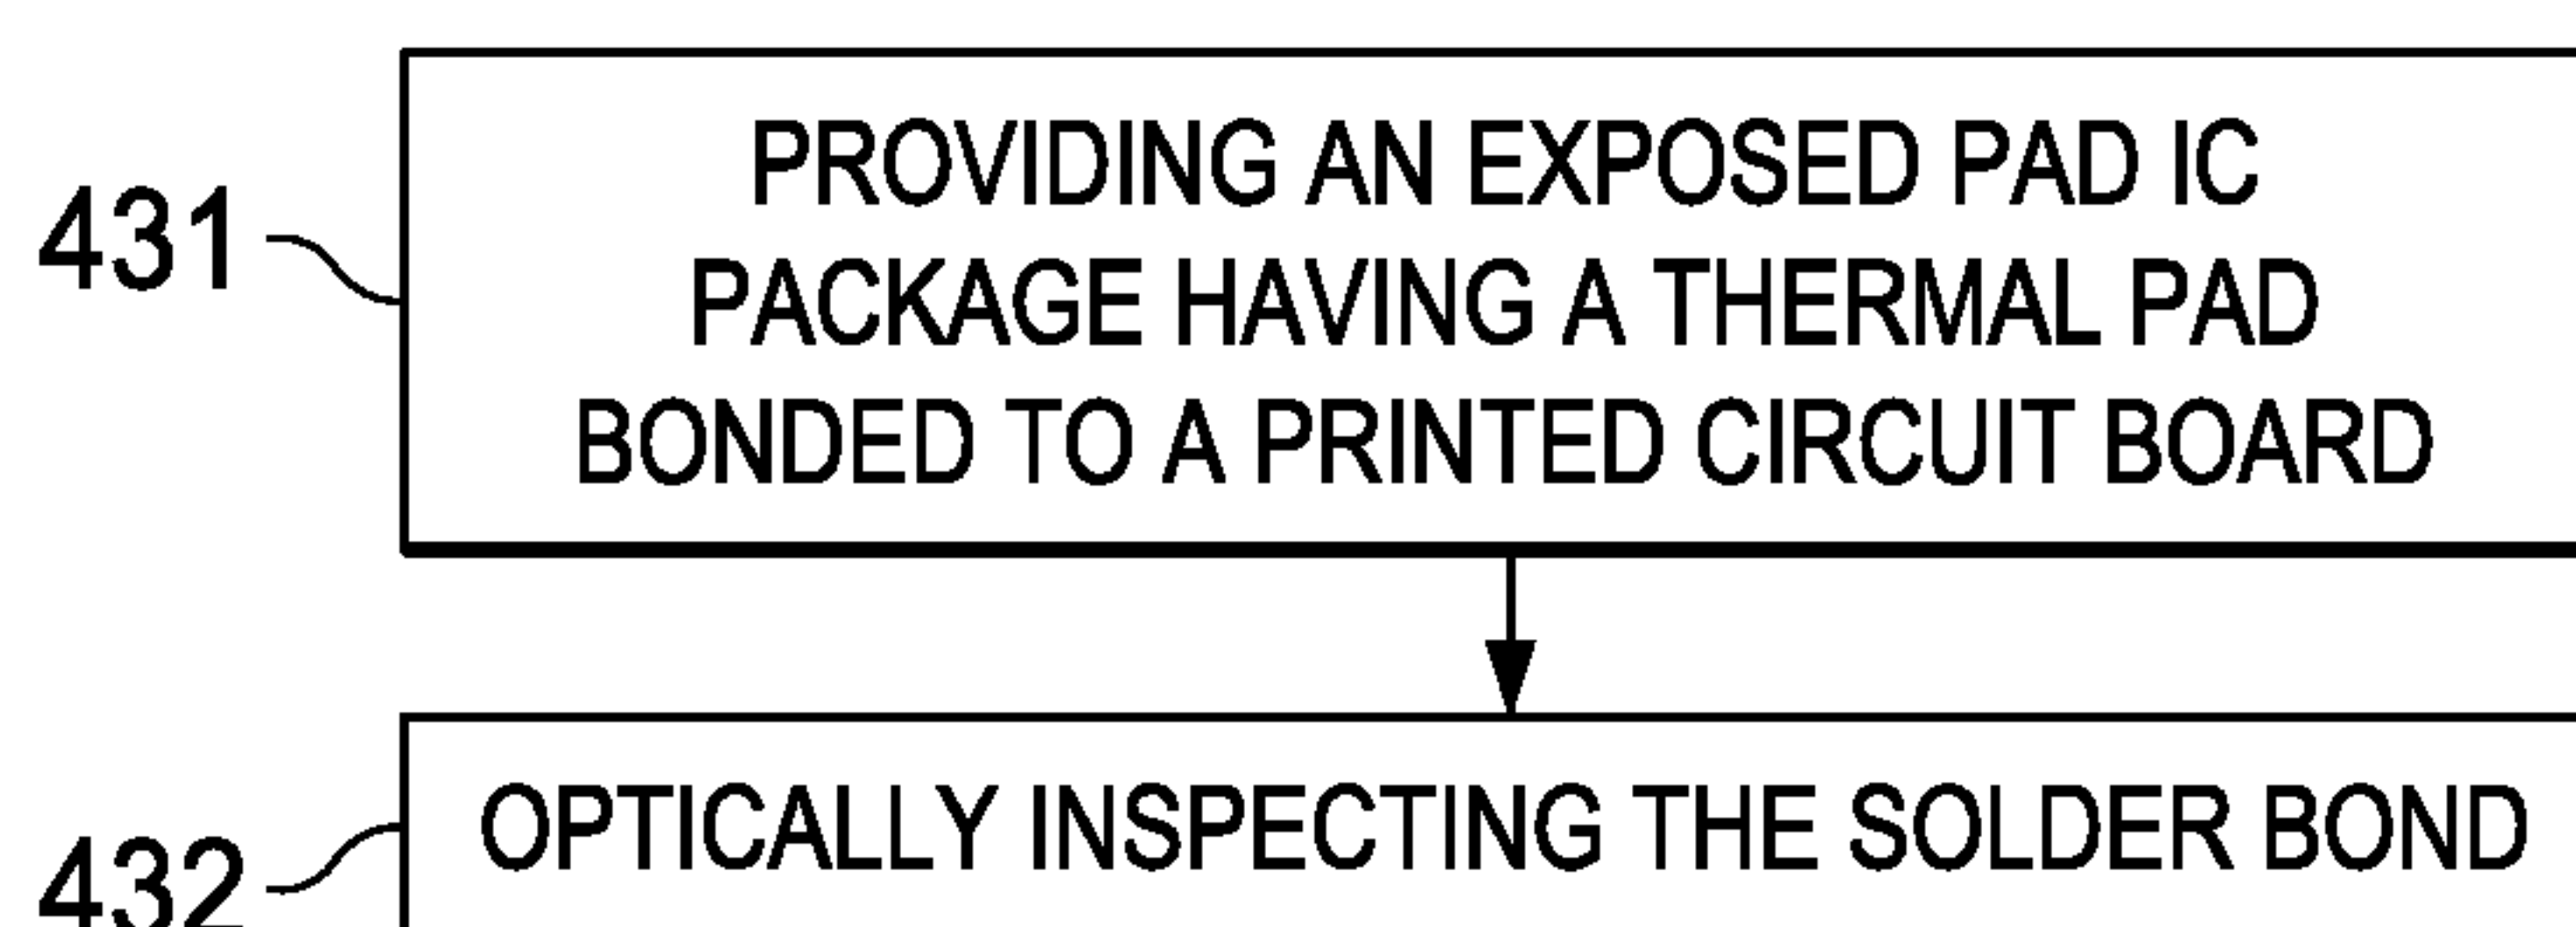 431
PROVIDING AN EXPOSED PAD IC
PACKAGE HAVING A THERMAL PAD
BONDED TO A PRINTED CIRCUIT BOARD
432
OPTICALLY INSPECTING THE SOLDER BOND